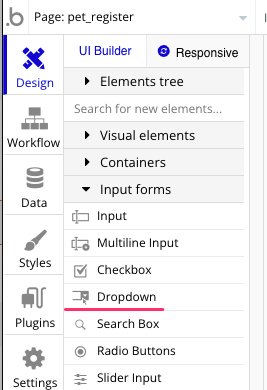 .b
Page: pet_register
UI Builder
Responsive
Design
Elements tree
Search for new elements...
Visual elements
Workflow
Containers
Input forms
Data
Input
Multiline Input
Styles
Checkbox
Dropdown
Plugins
Search Box
Radio Buttons
Settings
Slider Input